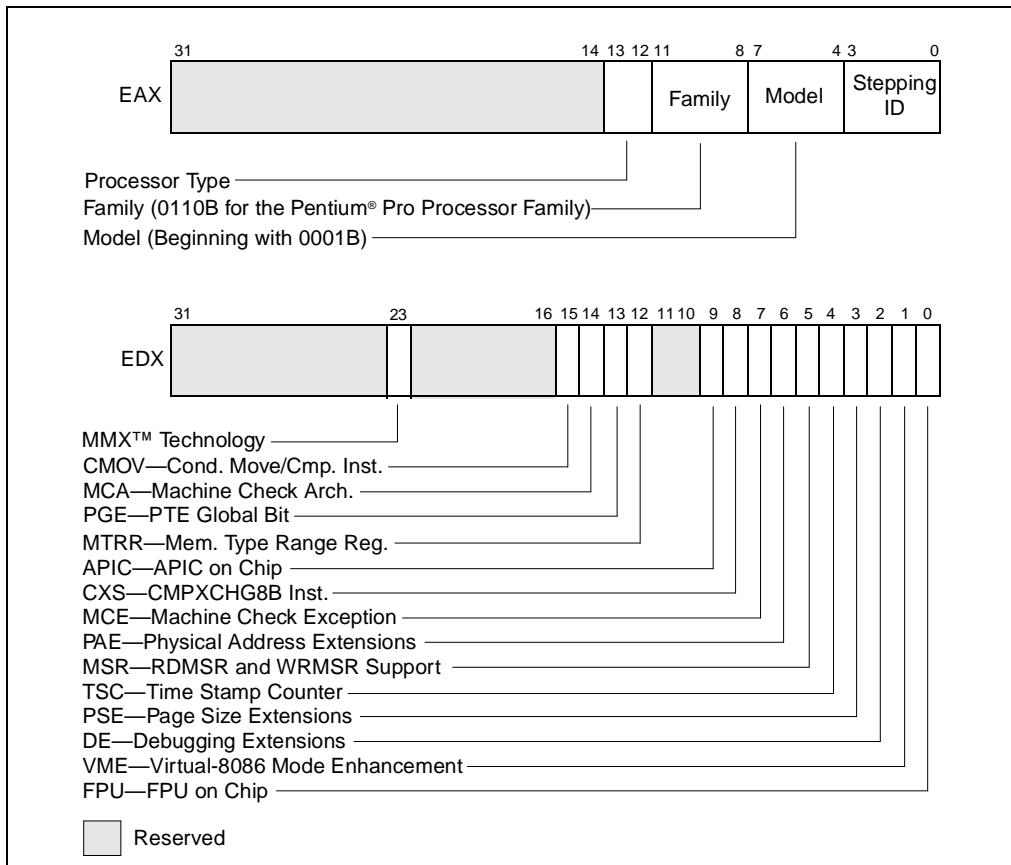 31 14 13 12 11 8 7 4 3 0
EAX Family Model Stepping
ID
Processor Type
Family (0110B for the Pentium® Pro Processor Family)
Model (Beginning with 0001B)
31 23 16 15 14 13 12 11 10 9 8 7 6 5 4 3 2 1 0
EDX
MMX™ Technology
CMOV—Cond. Move/Cmp. Inst.
MCA—Machine Check Arch.
PGE—PTE Global Bit
MTRR—Mem. Type Range Reg.
APIC—APIC on Chip
CXS—CMPXCHG8B Inst.
MCE—Machine Check Exception
PAE—Physical Address Extensions
MSR—RDMSR and WRMSR Support
TSC—Time Stamp Counter
PSE—Page Size Extensions
DE—Debugging Extensions
VME—Virtual-8086 Mode Enhancement
FPU—FPU on Chip
Reserved